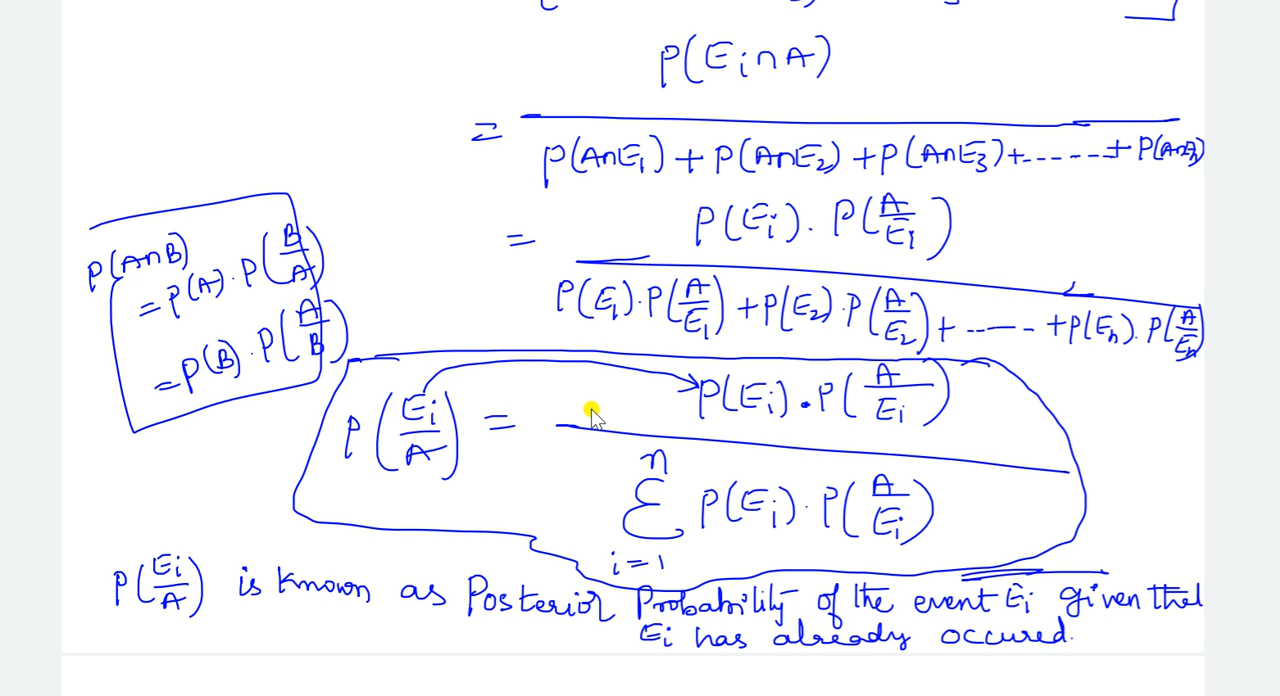 P(Ei∩A)
= P(A∩E1) + P(A∩E2) + P(A∩E3) + ------ +
= P(Ei). P(A/Ei)
P(E1).P(A/E1) + P(E2).P(A/E2) + ------ + P(En). P(A/En)
P(A∩B)
= P(A). P(B/A)
= P(B). P(A/B)
P(Ei/A) = P(Ei).P(A/Ei)
n
Σ P(Ei). P(A/Ei)
i=1
P(Ei/A) is known as Posterior Probability of the event Ei given that
Ei has already occured.